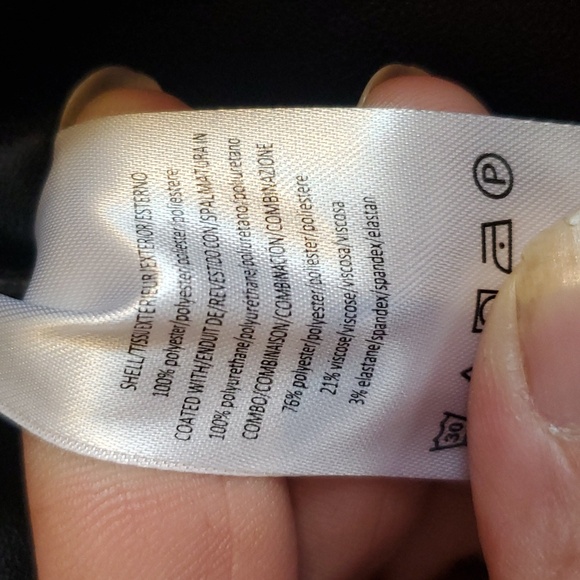 SHELL/TISSU EXTÉRIEUR/EXTERIOR/ESTERNO
100% polyester/polyester/poliéster/poliestere
COATED WITH/ENDUIT DE/REVESTIDO CON/SPALMATURA IN
100% polyurethane/polyuréthane/poliuretano/poliuretano
COMBO/COMBINAISON/COMBINACION/COMBINAZIONE
76% polyester/polyester/poliéster/poliestere
21% viscose/viscose/viscosa/viscosa
3% elastane/spandex/spandex/elastan
P
30